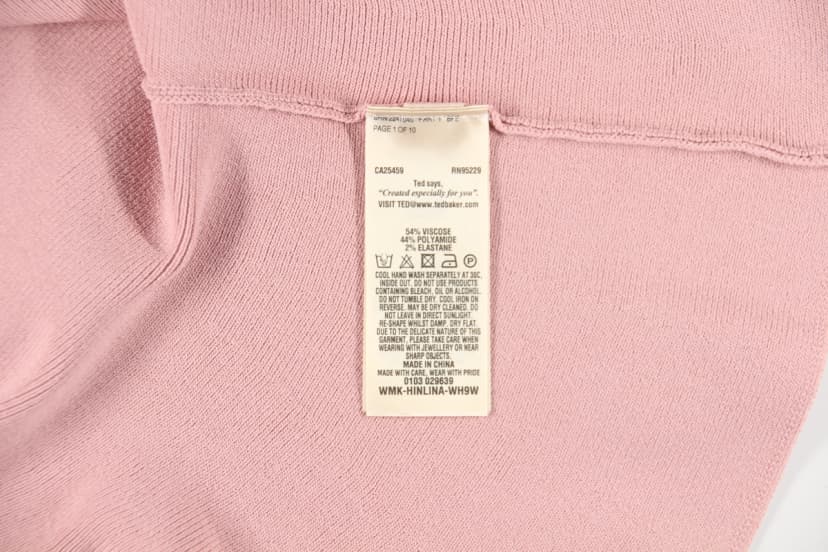 PAGE 1 OF 10
CA25459 RN95229
Ted says,
"Created especially for you".
VISIT TED@www.tedbaker.com
54% VISCOSE
44% POLYAMIDE
2% ELASTANE
P
COOL HAND WASH SEPARATELY AT 30C.
INSIDE OUT. DO NOT USE PRODUCTS
CONTAINING BLEACH, OIL OR ALCOHOL.
DO NOT TUMBLE DRY. COOL IRON ON
REVERSE. MAY BE DRY CLEANED. DO
NOT LEAVE IN DIRECT SUNLIGHT.
RE-SHAPE WHILST DAMP. DRY FLAT.
DUE TO THE DELICATE NATURE OF THIS
GARMENT, PLEASE TAKE CARE WHEN
WEARING WITH JEWELLERY OR NEAR
SHARP OBJECTS.
MADE IN CHINA
MADE WITH CARE, WEAR WITH PRIDE
0103 029639
WMK-HINLINA-WH9W